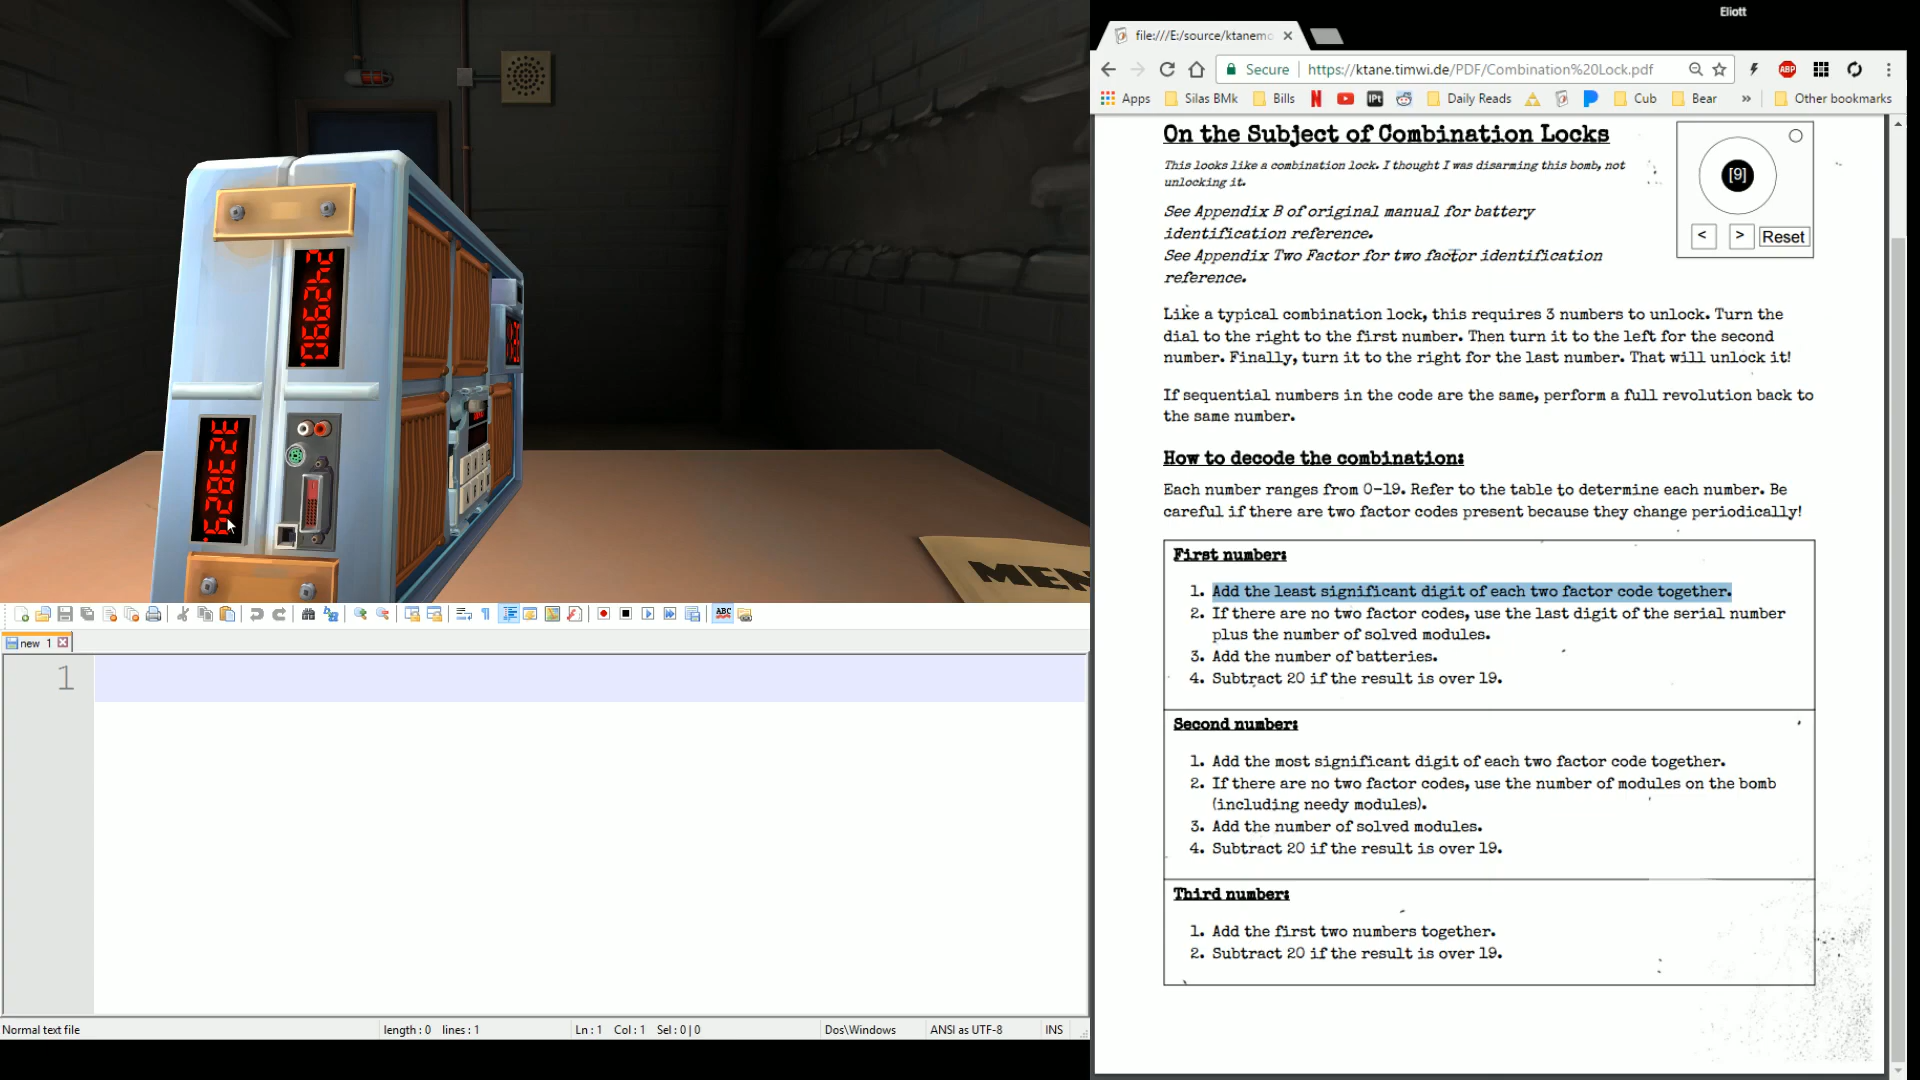 Eliott
file:///E:/source/ktanemo
Secure
https://ktane.timwi.de/PDF/Combination%20Lock.pdf
ABP
Apps
Silas BMk
Bills
IPt
Daily Reads
Cub
Bear
»
Other bookmarks
On the Subject of Combination Locks
This looks like a combination lock. I thought I was disarming this bomb, not
unlocking it.
See Appendix B of original manual for battery
identification reference.
See Appendix Two Factor for two factor identification
reference.
[9]
< > Reset
Like a typical combination lock, this requires 3 numbers to unlock. Turn the
dial to the right to the first number. Then turn it to the left for the second
number. Finally, turn it to the right for the last number. That will unlock it!
If sequential numbers in the code are the same, perform a full revolution back to
the same number.
How to decode the combination:
Each number ranges from 0-19. Refer to the table to determine each number. Be
careful if there are two factor codes present because they change periodically!
First number:
1. Add the least significant digit of each two factor code together.
2. If there are no two factor codes, use the last digit of the serial number
plus the number of solved modules.
3. Add the number of batteries.
4. Subtract 20 if the result is over 19.
Second number:
1. Add the most significant digit of each two factor code together.
2. If there are no two factor codes, use the number of modules on the bomb
(including needy modules).
3. Add the number of solved modules.
4. Subtract 20 if the result is over 19.
Third number:
1. Add the first two numbers together.
2. Subtract 20 if the result is over 19.
MEN
ABC
new 1
1
Normal text file
length : 0 lines : 1
Ln : 1 Col : 1 Sel : 0 | 0
Dos\Windows
ANSI as UTF-8
INS